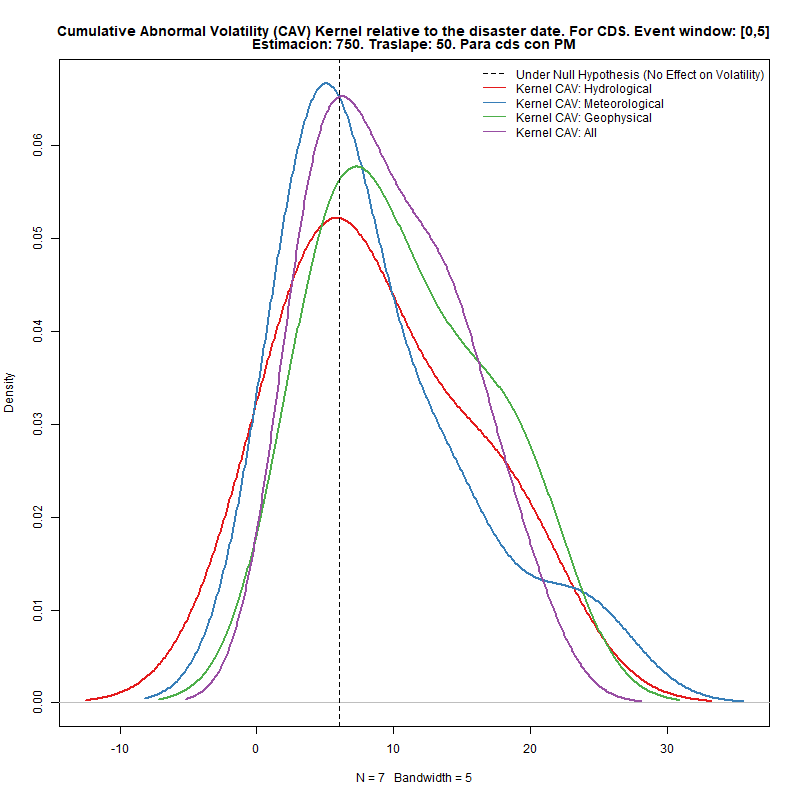 Cumulative Abnormal Volatility (CAV) Kernel relative to the disaster date. For CDS. Event window: [0,5]
Estimacion: 750. Traslape: 50. Para cds con PM
Under Null Hypothesis (No Effect on Volatility)
Kernel CAV: Hydrological
Kernel CAV: Meteorological
Kernel CAV: Geophysical
Kernel CAV: All
Density
0.06
0.05
0.04
0.03
0.02
0.01
0.00
-10 0 10 20 30
N = 7 Bandwidth = 5